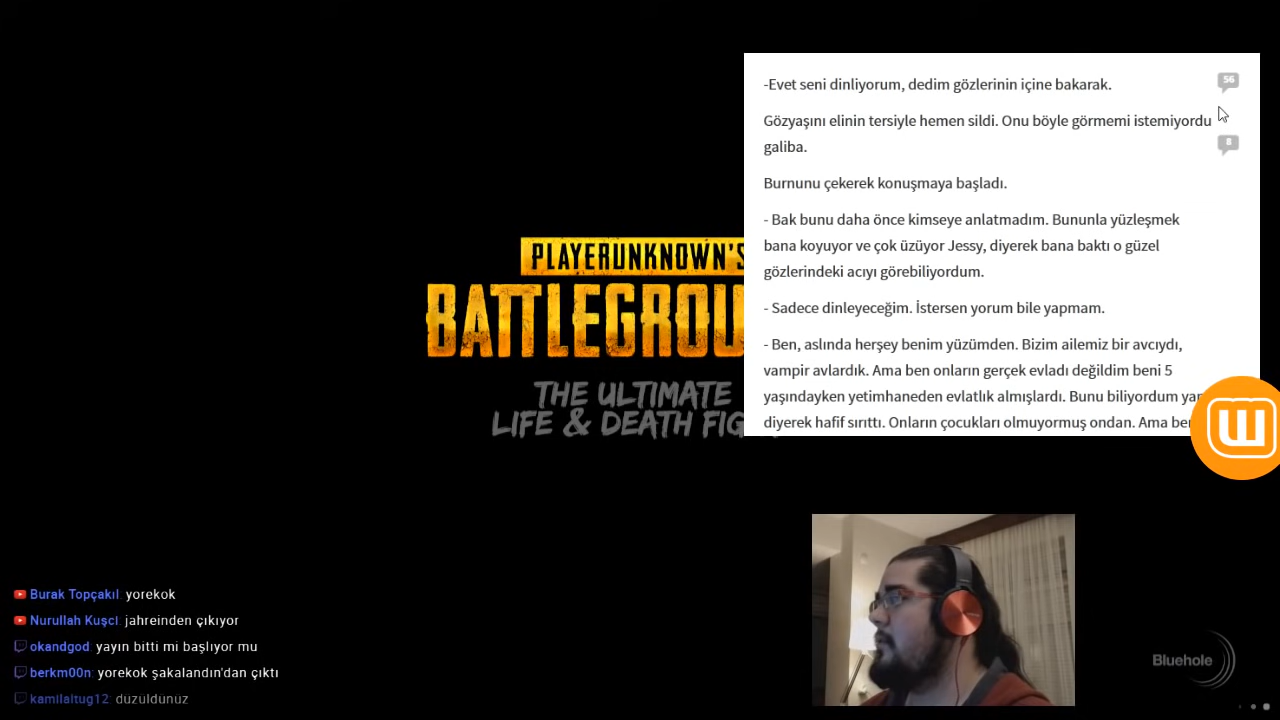 -Evet seni dinliyorum, dedim gözlerinin içine bakarak.
56
Gözyaşını elinin tersiyle hemen sildi. Onu böyle görmemi istemiyordu
galiba.
8
Burnunu çekerek konuşmaya başladı.
- Bak bunu daha önce kimseye anlatmadım. Bununla yüzleşmek
bana koyuyor ve çok üzüyor Jessy, diyerek bana baktı o güzel
gözlerindeki acıyı görebiliyordum.
- Sadece dinleyeceğim. İstersen yorum bile yapmam.
- Ben, aslında herşey benim yüzümden. Bizim ailemiz bir avcıydı,
vampir avlardık. Ama ben onların gerçek evladı değildim beni 5
yaşındayken yetimhaneden evlatlık almışlardı. Bunu biliyordum
diyerek hafif sırıttı. Onların çocukları olmuyormuş ondan. Ama
PLAYERUNKNOWN'S
BATTLEGROU
THE ULTIMATE
LIFE & DEATH FIG
Burak Topçakıl: yorekok
Nurullah Kuşcı: jahreinden çıkıyor
okandgod: yayın bitti mi başlıyor mu
berkm00n: yorekok şakalandın'dan çıktı
kamilaltug12: düzüldünüz
Bluehole